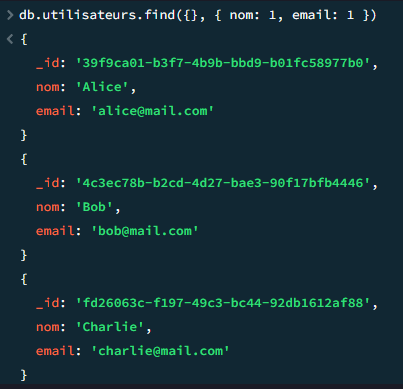 > db.utilisateurs.find({}, { nom: 1, email: 1 })
< {
_id: '39f9ca01-b3f7-4b9b-bbd9-b01fc58977b0',
nom: 'Alice',
email: 'alice@mail.com'
}
{
_id: '4c3ec78b-b2cd-4d27-bae3-90f17bfb4446',
nom: 'Bob',
email: 'bob@mail.com'
}
{
_id: 'fd26063c-f197-49c3-bc44-92db1612af88',
nom: 'Charlie',
email: 'charlie@mail.com'
}